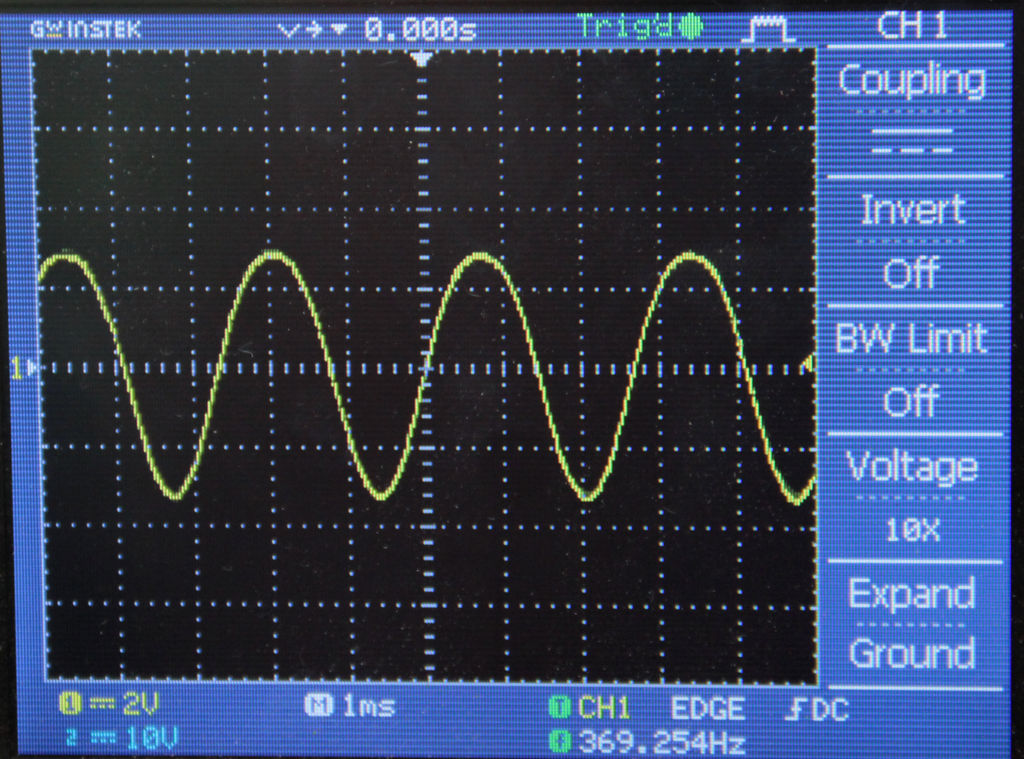 GW INSTEK 0.000s Trig'd CH 1
Coupling
Invert
Off
BW Limit
Off
1
Voltage
10X
Expand
Ground
1 2V M 1ms T CH1 EDGE DC
2 10V f 369.254Hz